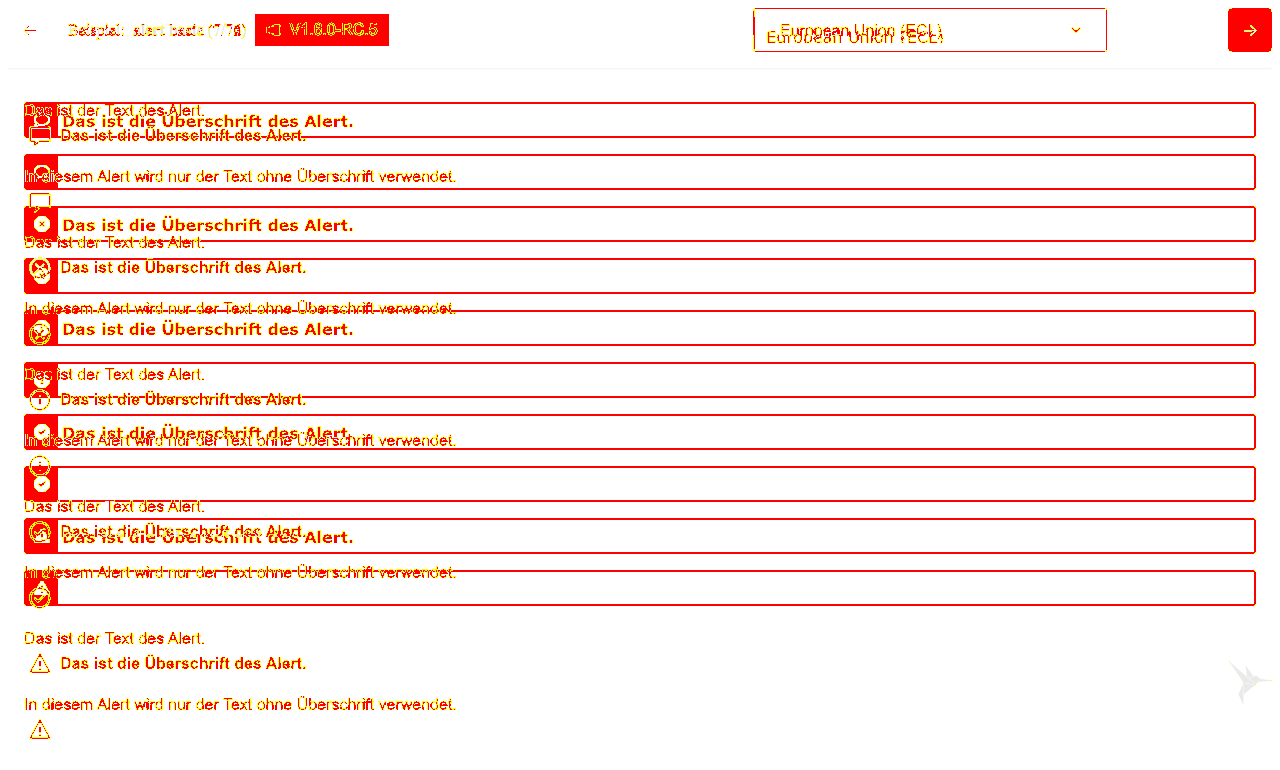 Beispiel: alert basic V1.6.0-RC.5 European Union (ECL)
European Union (ECL)
Das ist der Text des Alert.
Das ist die Überschrift des Alert.
Das ist die Überschrift des Alert.
In diesem Alert wird nur der Text ohne Überschrift verwendet.
Das ist die Überschrift des Alert.
Das ist der Text des Alert.
Das ist die Überschrift des Alert.
In diesem Alert wird nur der Text ohne Überschrift verwendet.
Das ist die Überschrift des Alert.
Das ist der Text des Alert.
Das ist die Überschrift des Alert.
Das ist die Überschrift des Alert.
In diesem Alert wird nur der Text ohne Überschrift verwendet.
Das ist der Text des Alert.
Das ist die Überschrift des Alert.
Das ist die Überschrift des Alert.
In diesem Alert wird nur der Text ohne Überschrift verwendet.
Das ist der Text des Alert.
Das ist die Überschrift des Alert.
In diesem Alert wird nur der Text ohne Überschrift verwendet.